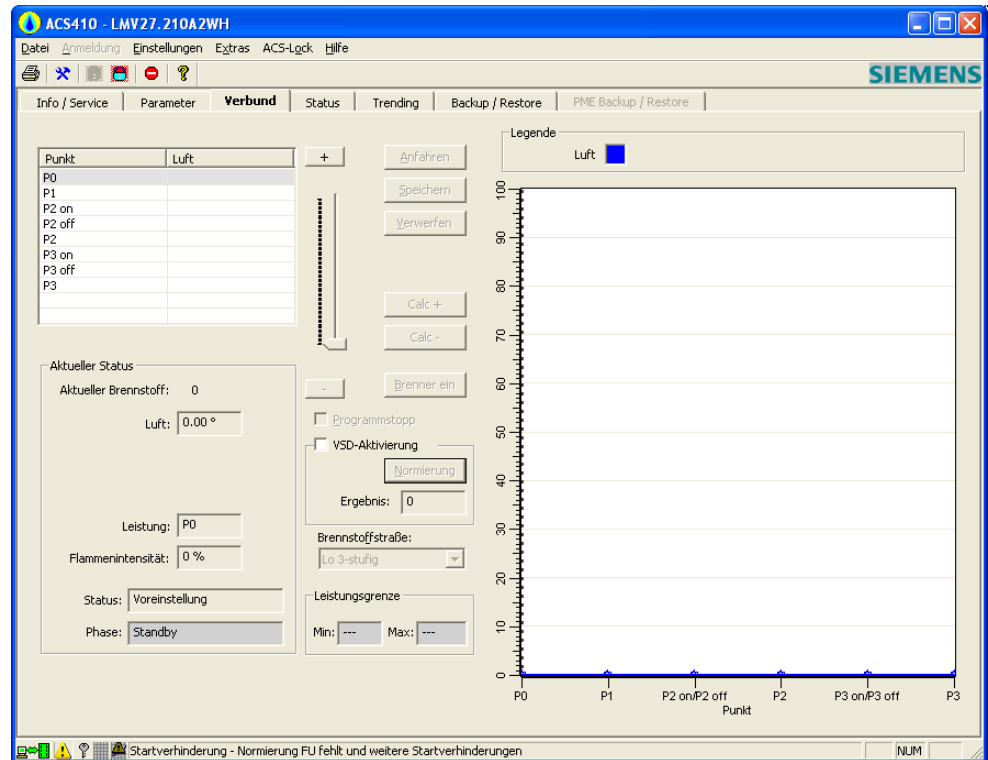 ACS410 - LMV27.210A2WH
Datei Anmeldung Einstellungen Extras ACS-Lock Hilfe
SIEMENS
Info / Service Parameter Verbund Status Trending Backup / Restore PME Backup / Restore
Punkt Luft
P0
P1
P2 on
P2 off
P2
P3 on
P3 off
P3
+
-
Anfahren
Speichern
Verwerfen
Calc +
Calc -
Brenner ein
Programmstopp
VSD-Aktivierung
Normierung
Ergebnis: 0
Brennstoffstraße:
Lo 3-stufig
Leistungsgrenze
Min: --- Max: ---
Aktueller Status
Aktueller Brennstoff: 0
Luft: 0.00 °
Leistung: P0
Flammenintensität: 0 %
Status: Voreinstellung
Phase: Standby
Legende
Luft
100
90
80
70
60
50
40
30
20
10
0
P0 P1 P2 on/P2 off P2 P3 on/P3 off P3
Punkt
Startverhinderung - Normierung FU fehlt und weitere Startverhinderungen
NUM